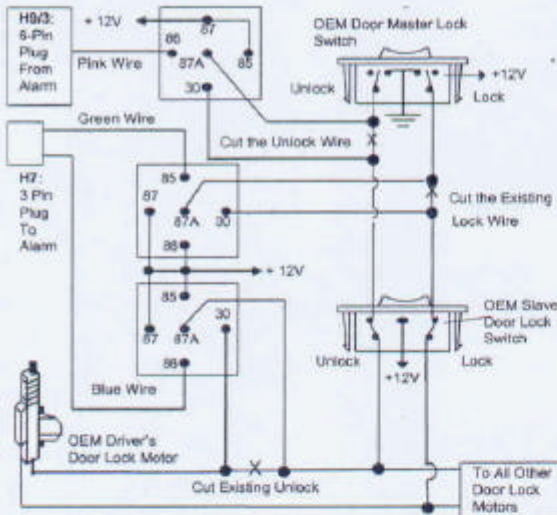 H9/3:
6-Pin
Plug
From
Alarm
+ 12V
87
86
85
87A
30
Pink Wire
OEM Door Master Lock
Switch
+12V
Unlock
Lock
Green Wire
Cut the Unlock Wire
H7:
3 Pin
Plug
To
Alarm
85
87
87A
30
86
Cut the Existing
Lock Wire
+ 12V
85
87
87A
30
86
OEM Slave
Door Lock
Switch
Unlock
Lock
+12V
Blue Wire
OEM Driver's
Door Lock Motor
Cut Existing Unlock
To All Other
Door Lock
Motors